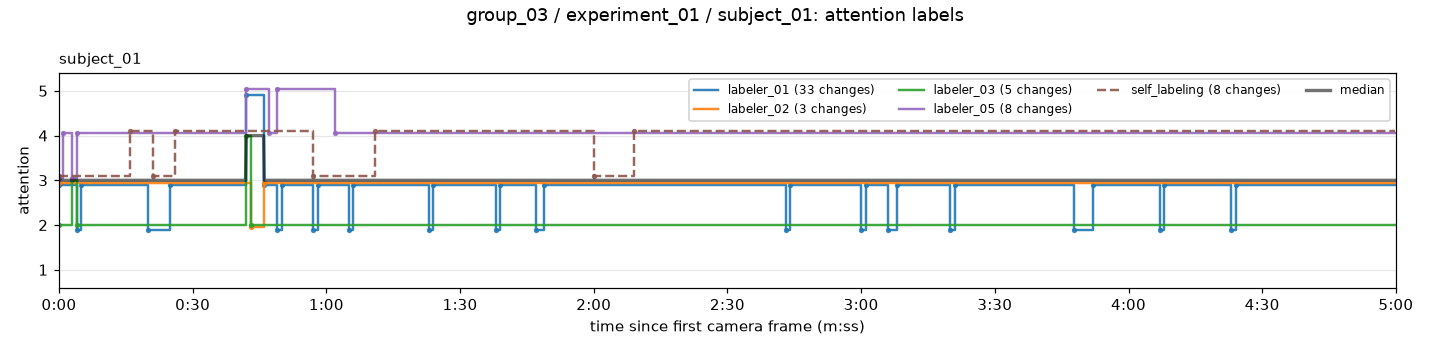 group_03 / experiment_01 / subject_01: attention labels
subject_01
labeler_01 (33 changes)
labeler_02 (3 changes)
labeler_03 (5 changes)
labeler_05 (8 changes)
self_labeling (8 changes)
median
attention
5
4
3
2
1
0:00 0:30 1:00 1:30 2:00 2:30 3:00 3:30 4:00 4:30 5:00
time since first camera frame (m:ss)